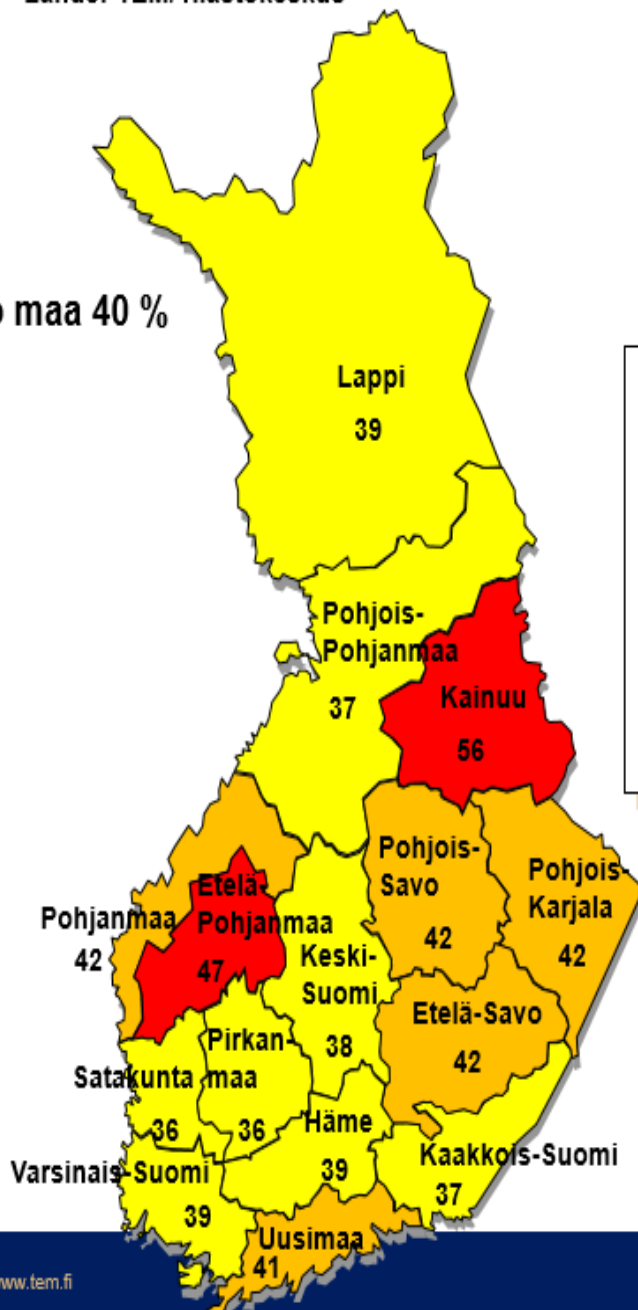 maa 40 %
Lappi
39
Pohjois-
Pohjanmaa
37
Kainuu
56
Pohjois-
Savo
42
Pohjois-
Karjala
42
Etelä-
Pohjanmaa
47
Pohjanmaa
42
Keski-
Suomi
38
Etelä-Savo
42
Pirkan-
maa
36
Satakunta
36
Häme
39
Kaakkois-Suomi
37
Varsinais-Suomi
39
Uusimaa
41
www.tem.fi